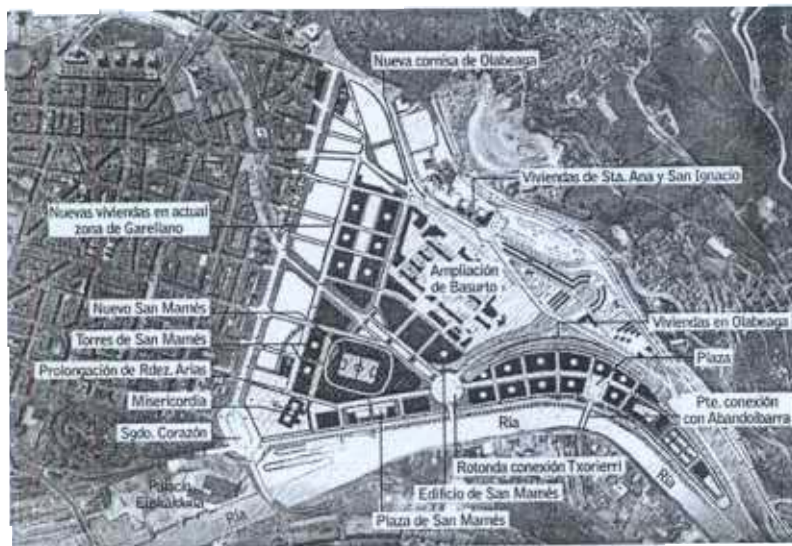 Nueva cornisa de Olabeaga
Viviendas de Sta. Ana y San Ignacio
Nuevas viviendas en actual
zona de Garellano
Ampliación
de Basurto
Nuevo San Mamés
Viviendas en Olabeaga
Torres de San Mamés
Plaza
Prolongación de Rdez. Arias
Misericordia
Pte. conexión
con Abandoibarra
Sgdo. Corazón
Ría
Rotonda conexión Txorierri
Ría
Palacio
Euskalduna
Edificio de San Mamés
Ría
Plaza de San Mamés